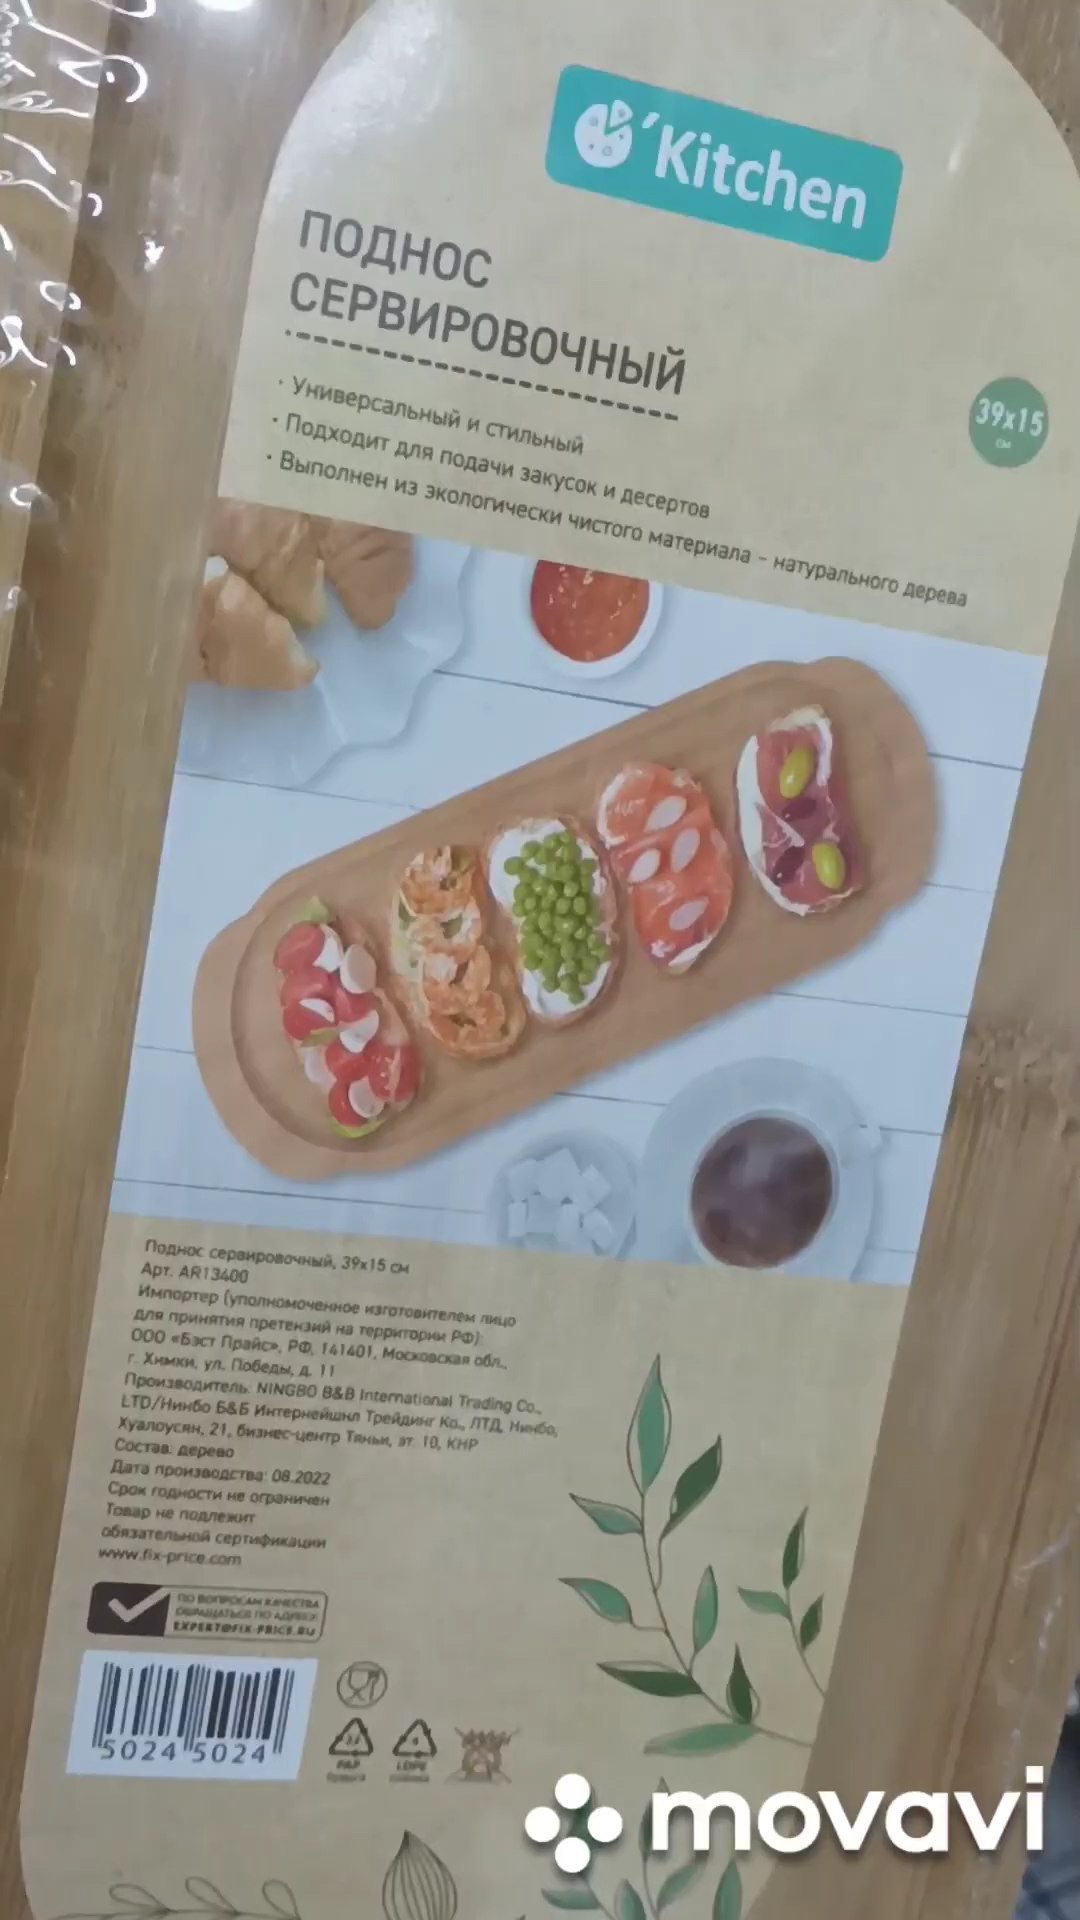 'Kitchen
ПОДНОС
СЕРВИРОВОЧНЫЙ
39x15
см
· Универсальный и стильный
· Подходит для подачи закусок и десертов
· Выполнен из экологически чистого материала - натурального дерева
Поднос сервировочный, 39x15 см
Арт. AR13400
Импортер (уполномоченное изготовителем лицо
для принятия претензий на территории РФ):
ООО «Бэст Прайс», РФ, 141401, Московская обл.,
г. Химки, ул. Победы, д. 11
Производитель: NINGBO B&B International Trading Co.,
LTD/Нинбо Б&Б Интернейшнл Трейдинг Ко., ЛТД, Нинбо,
Хуалоусян, 21, бизнес-центр Тяньи, эт. 10, КНР
Состав: дерево
Дата производства: 08.2022
Срок годности не ограничен
Товар не подлежит
обязательной сертификации
www.fix-price.com
ПО ВОПРОСАМ КАЧЕСТВА
ОБРАЩАТЬСЯ ПО АДРЕСУ:
EXPERT@FIX-PRICE.RU
5024 5024
PAP
LDPE
бумага
movavi